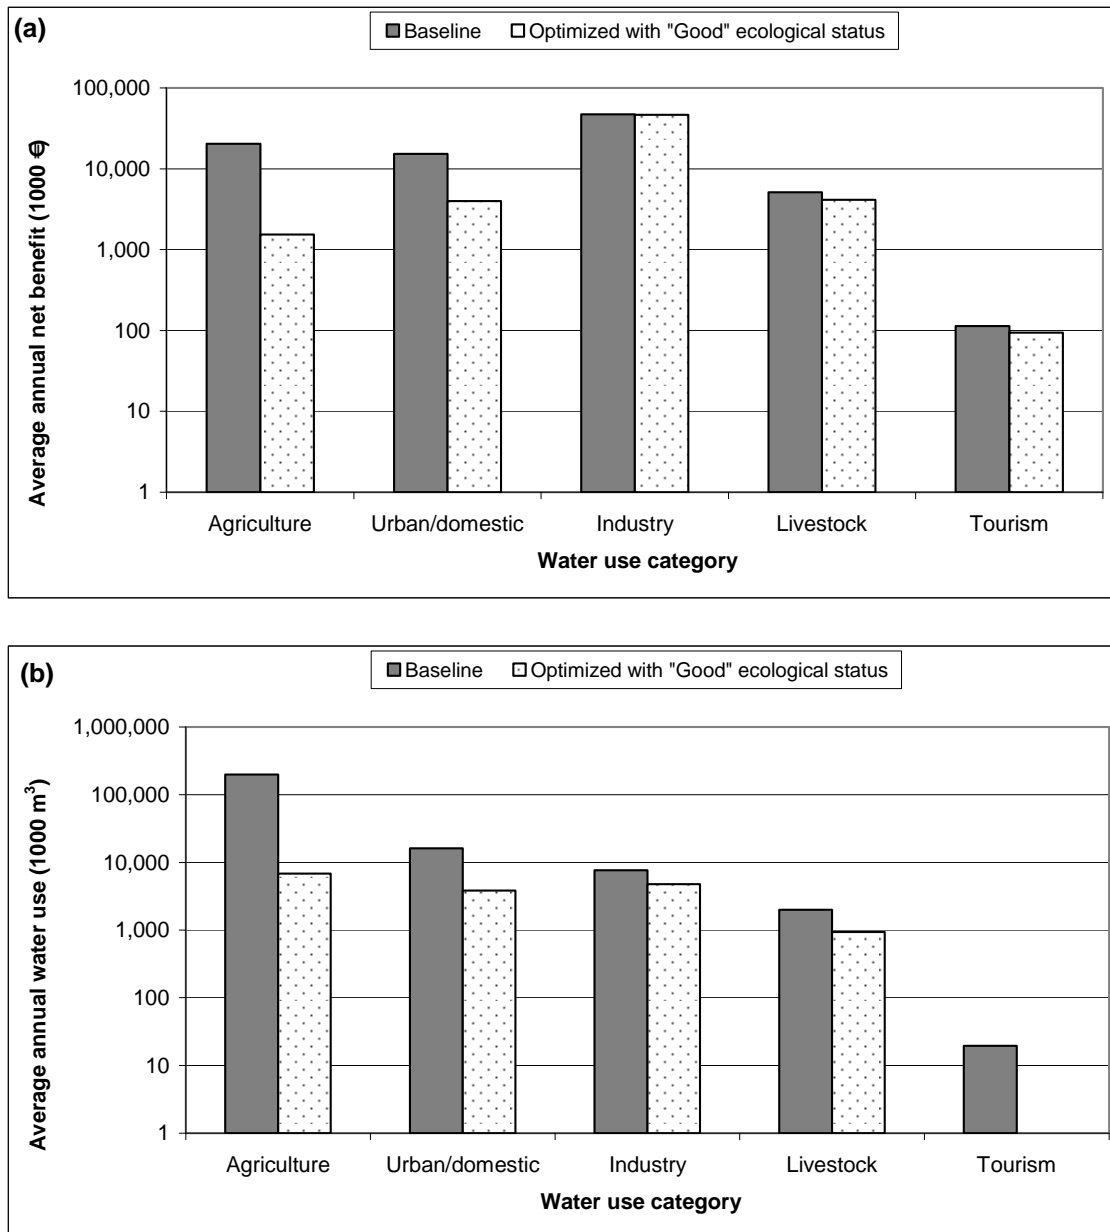 (a)
Baseline Optimized with "Good" ecological status
Average annual net benefit (1000 €)
100,000
10,000
1,000
100
10
1
Agriculture Urban/domestic Industry Livestock Tourism
Water use category
(b)
Baseline Optimized with "Good" ecological status
Average annual water use (1000 m³)
1,000,000
100,000
10,000
1,000
100
10
1
Agriculture Urban/domestic Industry Livestock Tourism
Water use category